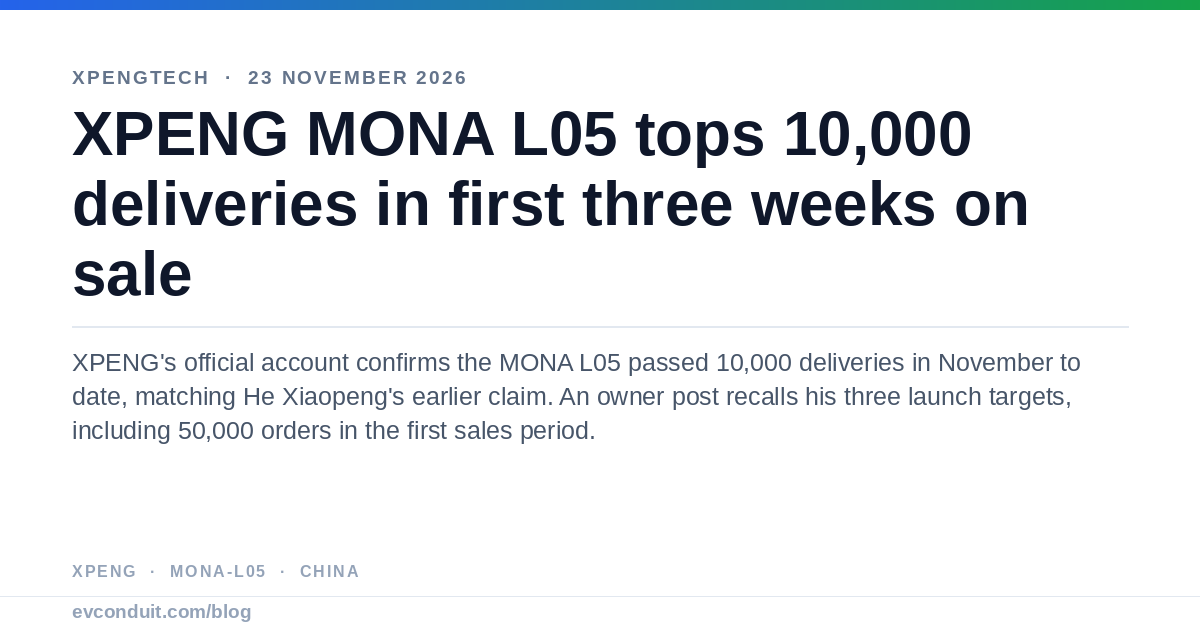 XPENGTECH · 23 NOVEMBER 2026
XPENG MONA L05 tops 10,000
deliveries in first three weeks on
sale
XPENG's official account confirms the MONA L05 passed 10,000 deliveries in November to
date, matching He Xiaopeng's earlier claim. An owner post recalls his three launch targets,
including 50,000 orders in the first sales period.
XPENG · MONA-L05 · CHINA
evconduit.com/blog